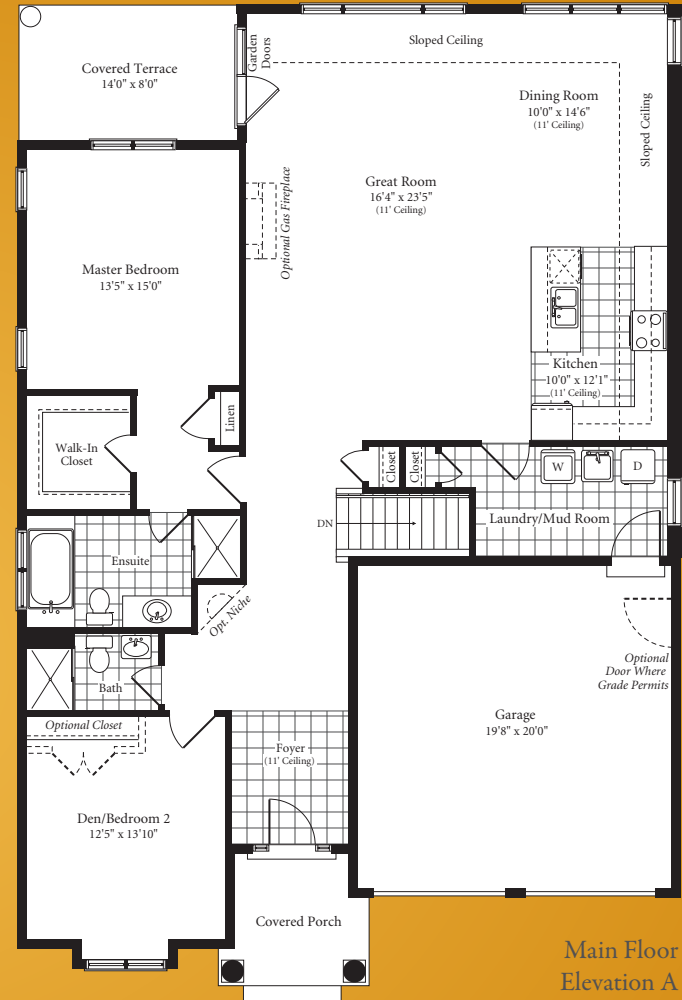 Covered Terrace
14'0" x 8'0"
Garden
Doors
Sloped Ceiling
Dining Room
10'0" x 14'6"
(11' Ceiling)
Sloped Ceiling
Great Room
16'4" x 23'5"
(11' Ceiling)
Optional Gas Fireplace
Master Bedroom
13'5" x 15'0"
Kitchen
10'0" x 12'1"
(11' Ceiling)
Linen
Walk-In
Closet
Closet
Closet
W
D
DN
Laundry/Mud Room
Ensuite
Opt. Niche
Bath
Optional
Door Where
Grade Permits
Optional Closet
Garage
19'8" x 20'0"
Foyer
(11' Ceiling)
Den/Bedroom 2
12'5" x 13'10"
Covered Porch
Main Floor
Elevation A